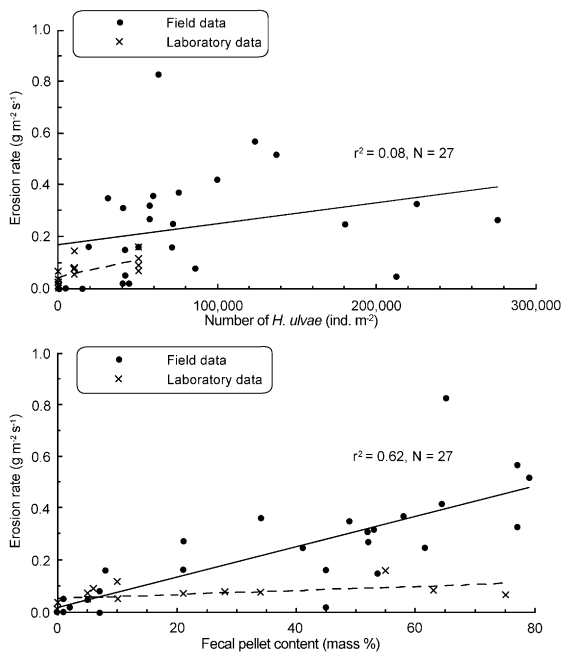 Field data
Laboratory data
1.0
0.8
0.6
0.4
0.2
0.0
Erosion rate (g m-2 s-1)
r2 = 0.08, N = 27
0
100,000
200,000
300,000
Number of H. ulvae (ind. m-2)
Field data
Laboratory data
1.0
0.8
0.6
0.4
0.2
0.0
Erosion rate (g m-2 s-1)
r2 = 0.62, N = 27
0
20
40
60
80
Fecal pellet content (mass %)